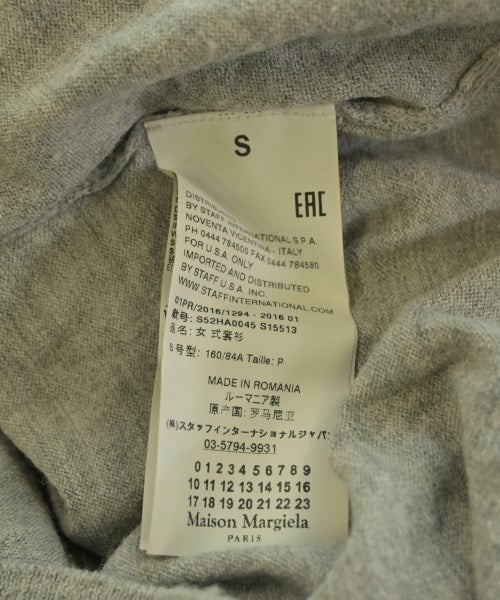 S
EAC
DISTRIBUTED
BY STAFF INTERNATIONAL S.P.A.
NOVENTA VICENTINA - ITALY
PH 0444 784500 FAX 0444 784580
FOR U.S.A. ONLY
IMPORTED AND DISTRIBUTED
BY STAFF U.S.A. INC.
WWW.STAFFINTERNATIONAL.COM
01PR/2016/1294 - 2016 01
款号: S52HA0045 S15513
品名: 女式套衫
S号型: 160/84A Taille: P
MADE IN ROMANIA
ルーマニア製
原产国: 罗马尼亚
(株)スタッフインターナショナルジャパン
03-5794-9931
0 1 2 3 4 5 6 7 8 9
10 11 12 13 14 15 16
17 18 19 20 21 22 23
Maison Margiela
PARIS